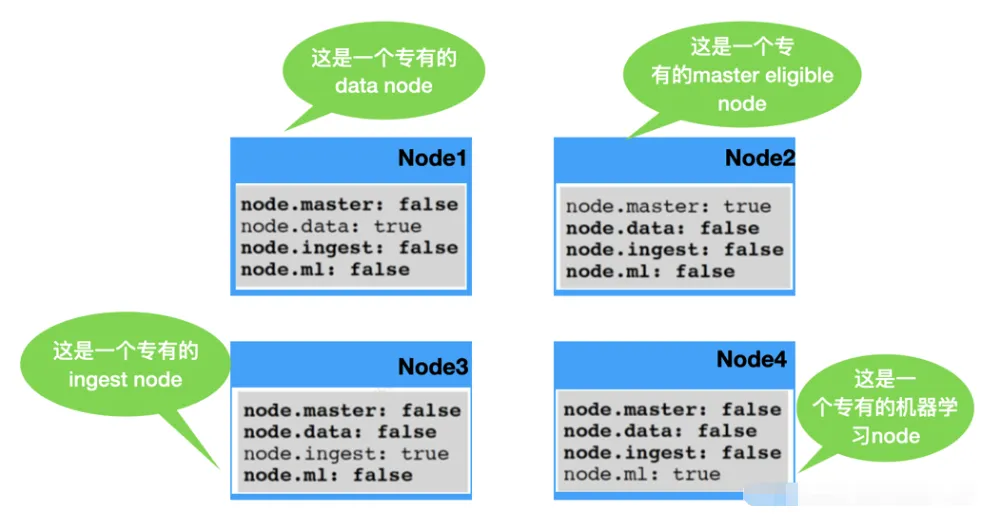 这是一个专有的
data node
这是一个专
有的master eligible
node
Node1
node.master: false
node.data: true
node.ingest: false
node.ml: false
Node2
node.master: true
node.data: false
node.ingest: false
node.ml: false
这是一个专有的
ingest node
Node3
node.master: false
node.data: false
node.ingest: true
node.ml: false
Node4
node.master: false
node.data: false
node.ingest: false
node.ml: true
这是一
个专有的机器学
习node